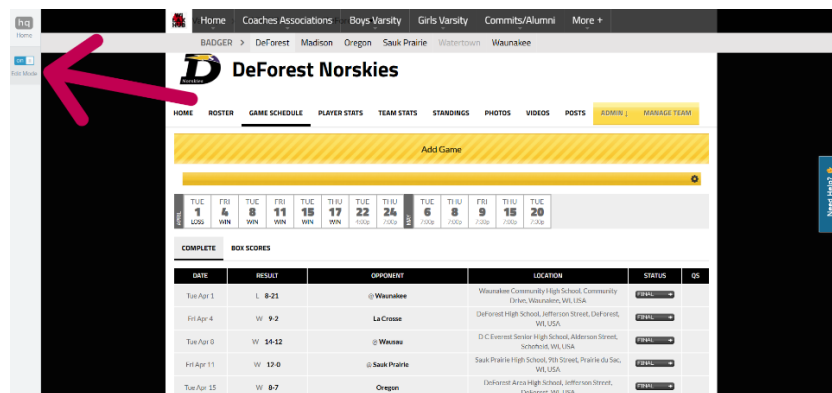 hq
Home
Edit Mode
Home Coaches Associations Boys Varsity Girls Varsity Commits/Alumni More +
BADGER > DeForest Madison Oregon Sauk Prairie Watertown Waunakee
Norskies
DeForest Norskies
HOME ROSTER GAME SCHEDULE PLAYER STATS TEAM STATS STANDINGS PHOTOS VIDEOS POSTS ADMIN ↓ MANAGE TEAM
Add Game
Need Help?
APRIL TUE FRI TUE FRI TUE THU TUE THU MAY TUE THU FRI THU TUE
1 4 8 11 15 17 22 24 6 8 9 15 20
LOSS WIN WIN WIN WIN WIN 7:00p 7:00p 7:00p 7:00p 7:00p 7:00p
COMPLETE BOX SCORES
DATE RESULT OPPONENT LOCATION STATUS QS
Tue Apr 1 L 8-21 @ Waunakee Waunakee Community High School, Community Drive, Waunakee, WI, USA FINAL
Fri Apr 4 W 9-2 La Crosse DeForest High School, Jefferson Street, DeForest, WI, USA FINAL
Tue Apr 8 W 14-12 @ Wausau D C Everest Senior High School, Alderson Street, Schofield, WI, USA FINAL
Fri Apr 11 W 12-0 @ Sauk Prairie Sauk Prairie High School, 9th Street, Prairie du Sac, WI, USA FINAL
Tue Apr 15 W 8-7 Oregon DeForest Area High School, Jefferson Street, DeForest, WI, USA FINAL